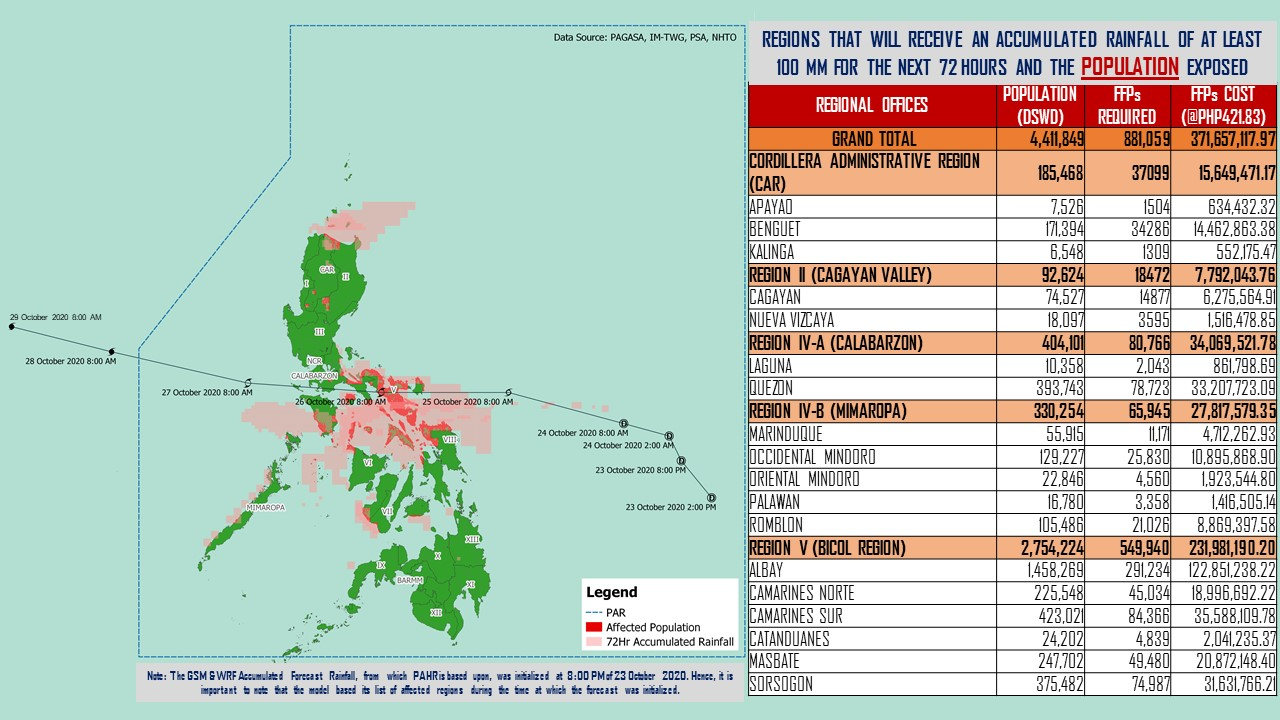 Data Source: PAGASA, IM-TWG, PSA, NHTO
CAR
I
II
III
NCR
CALABARZON
V
VIII
VI
VII
MIMAROPA
XIII
X
IX
BARMM
XI
XII
29 October 2020 8:00 AM
28 October 2020 8:00 AM
27 October 2020 8:00 AM
26 October 2020 8:00 AM
25 October 2020 8:00 AM
24 October 2020 8:00 AM
24 October 2020 2:00 AM
23 October 2020 8:00 PM
23 October 2020 2:00 PM
Legend
PAR
Affected Population
72Hr Accumulated Rainfall
Note: The GSM & WRF Accumulated Forecast Rainfall, from which PAHR is based upon, was initialized at 8:00 PM of 23 October 2020. Hence, it is
important to note that the model based its list of affected regions during the time at which the forecast was initialized.
REGIONS THAT WILL RECEIVE AN ACCUMULATED RAINFALL OF AT LEAST
100 MM FOR THE NEXT 72 HOURS AND THE POPULATION EXPOSED
REGIONAL OFFICES POPULATION (DSWD) FFPs REQUIRED FFPs COST (@PHP421.83)
GRAND TOTAL 4,411,849 881,059 371,657,117.97
CORDILLERA ADMINISTRATIVE REGION (CAR) 185,468 37099 15,649,471.17
APAYAO 7,526 1504 634,432.32
BENGUET 171,394 34286 14,462,863.38
KALINGA 6,548 1309 552,175.47
REGION II (CAGAYAN VALLEY) 92,624 18472 7,792,043.76
CAGAYAN 74,527 14877 6,275,564.91
NUEVA VIZCAYA 18,097 3595 1,516,478.85
REGION IV-A (CALABARZON) 404,101 80,766 34,069,521.78
LAGUNA 10,358 2,043 861,798.69
QUEZON 393,743 78,723 33,207,723.09
REGION IV-B (MIMAROPA) 330,254 65,945 27,817,579.35
MARINDUQUE 55,915 11,171 4,712,262.93
OCCIDENTAL MINDORO 129,227 25,830 10,895,868.90
ORIENTAL MINDORO 22,846 4,560 1,923,544.80
PALAWAN 16,780 3,358 1,416,505.14
ROMBLON 105,486 21,026 8,869,397.58
REGION V (BICOL REGION) 2,754,224 549,940 231,981,190.20
ALBAY 1,458,269 291,234 122,851,238.22
CAMARINES NORTE 225,548 45,034 18,996,692.22
CAMARINES SUR 423,021 84,366 35,588,109.78
CATANDUANES 24,202 4,839 2,041,235.37
MASBATE 247,702 49,480 20,872,148.40
SORSOGON 375,482 74,987 31,631,766.21